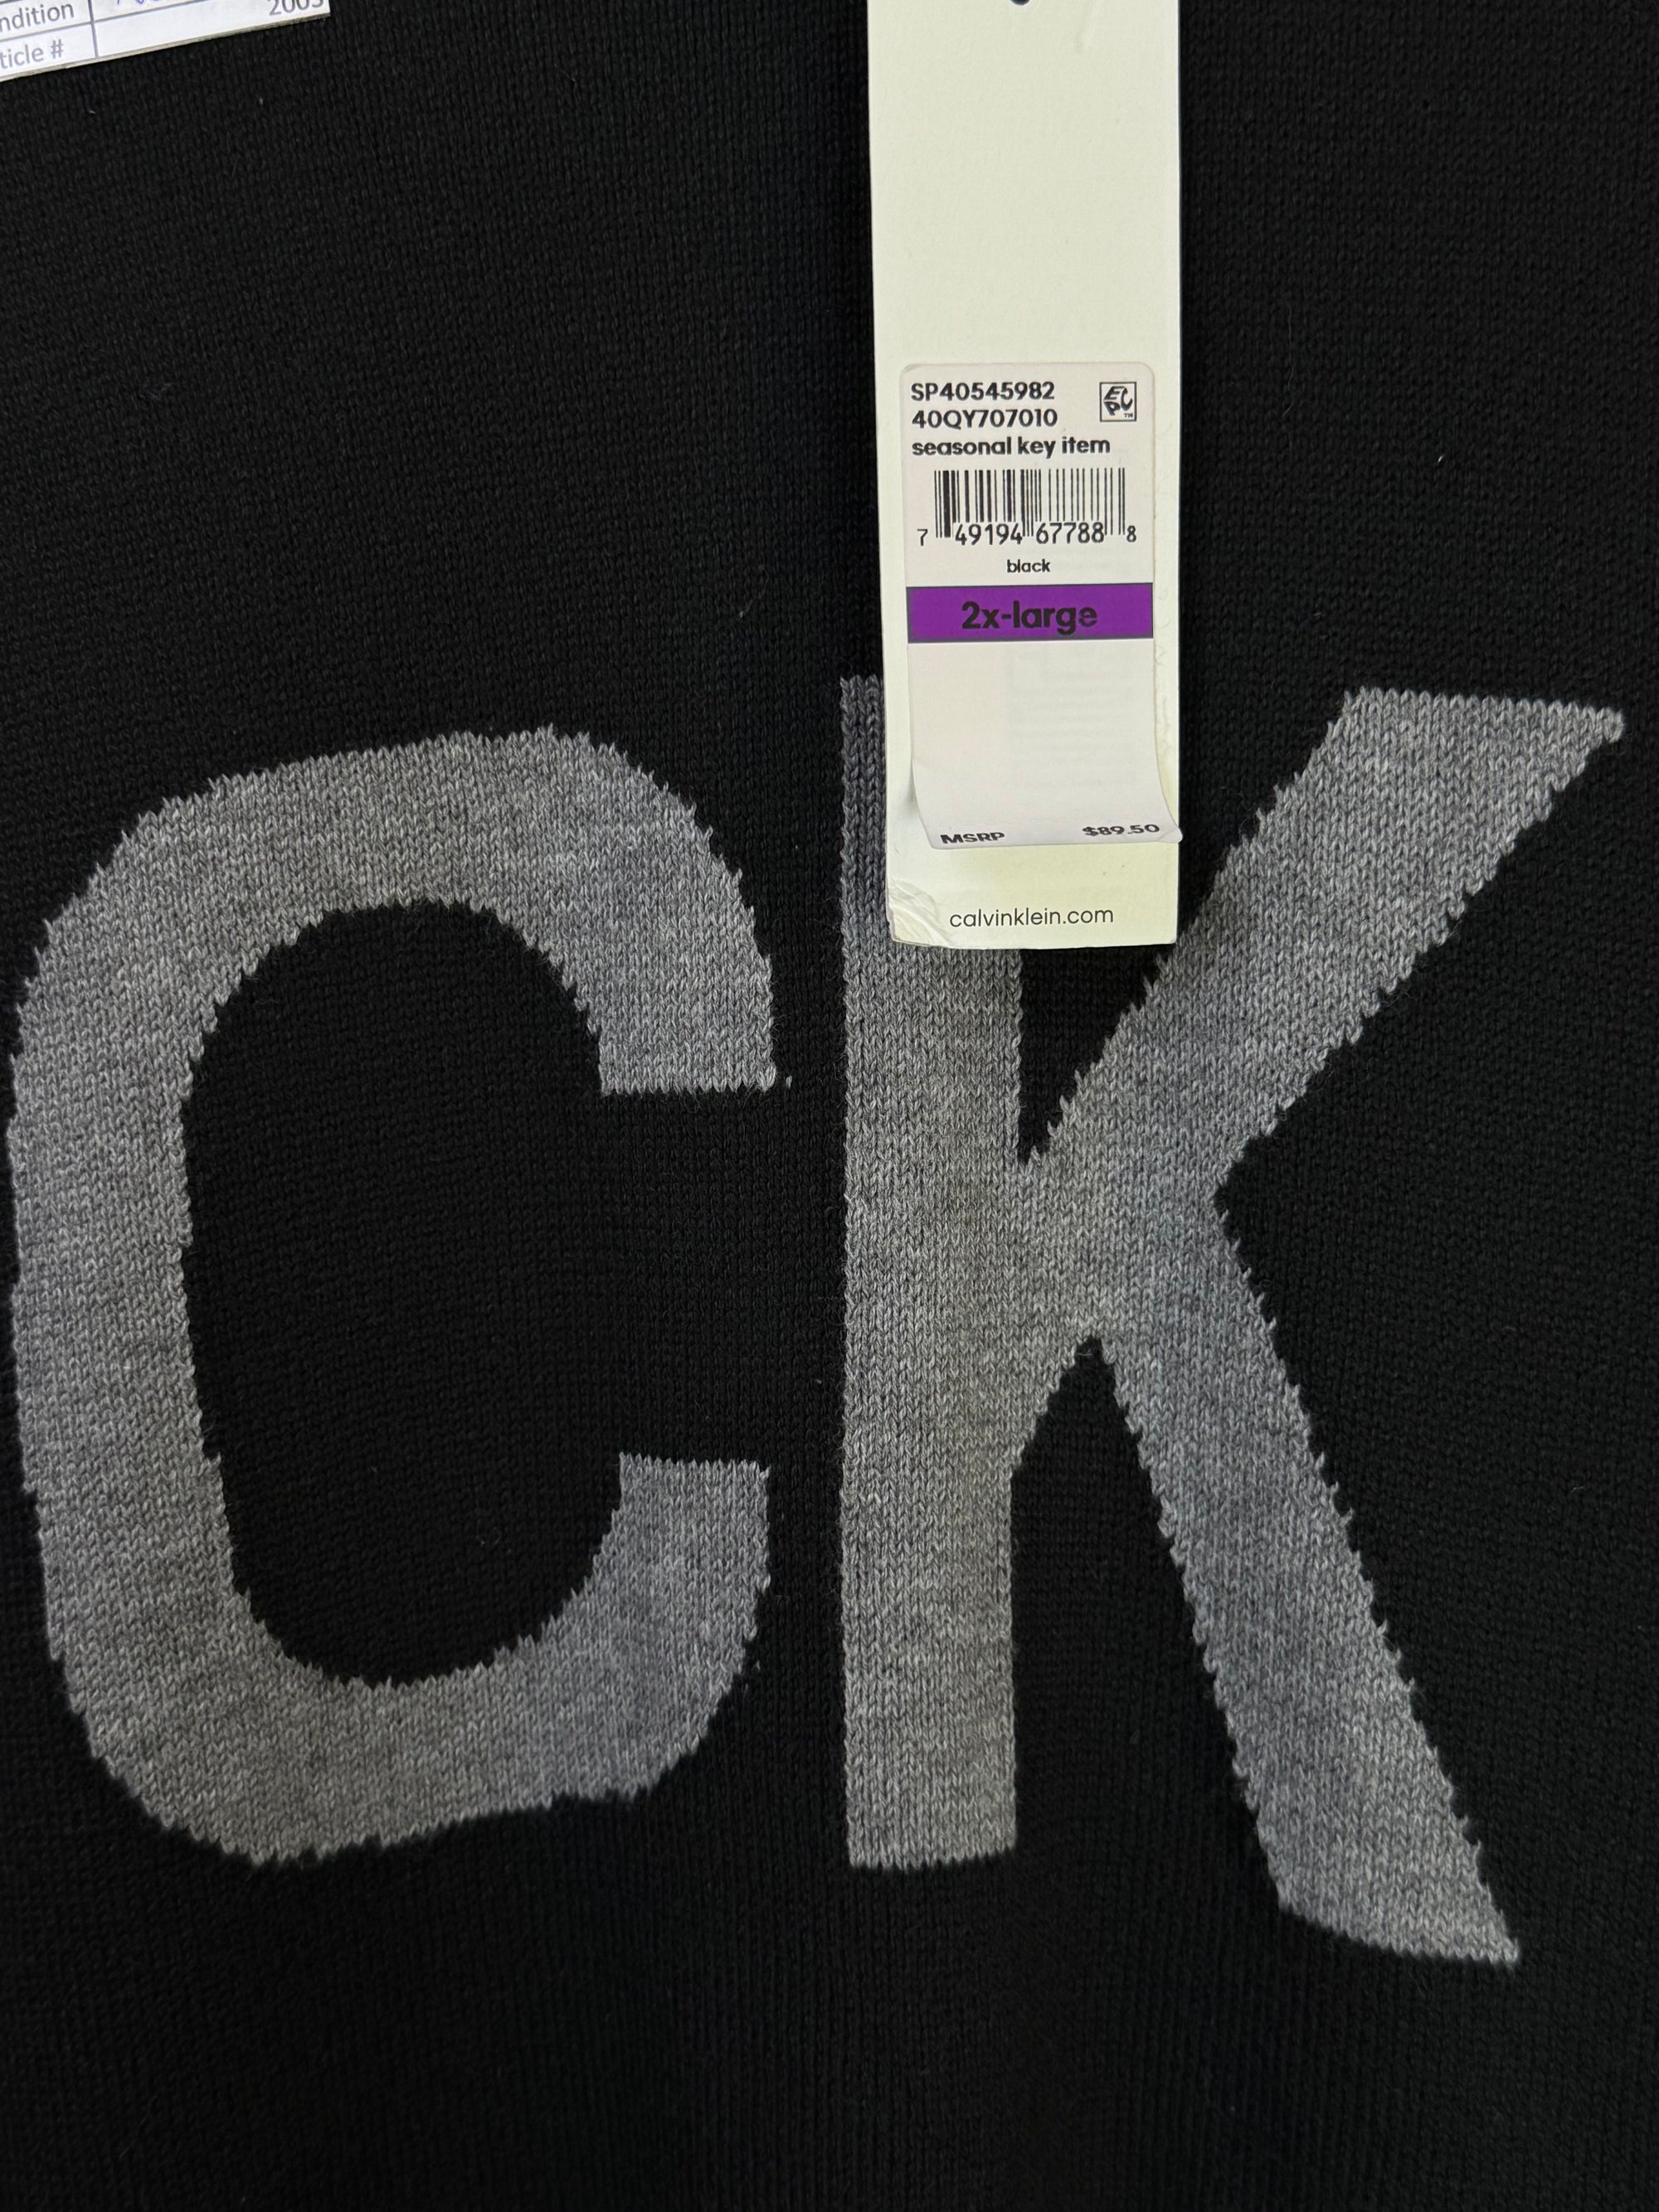 ndition
2005
ticle #
SP40545982
40QY707010
seasonal key item
7 49194 67788 8
black
2x-large
MSRP $89.50
calvinklein.com
CK